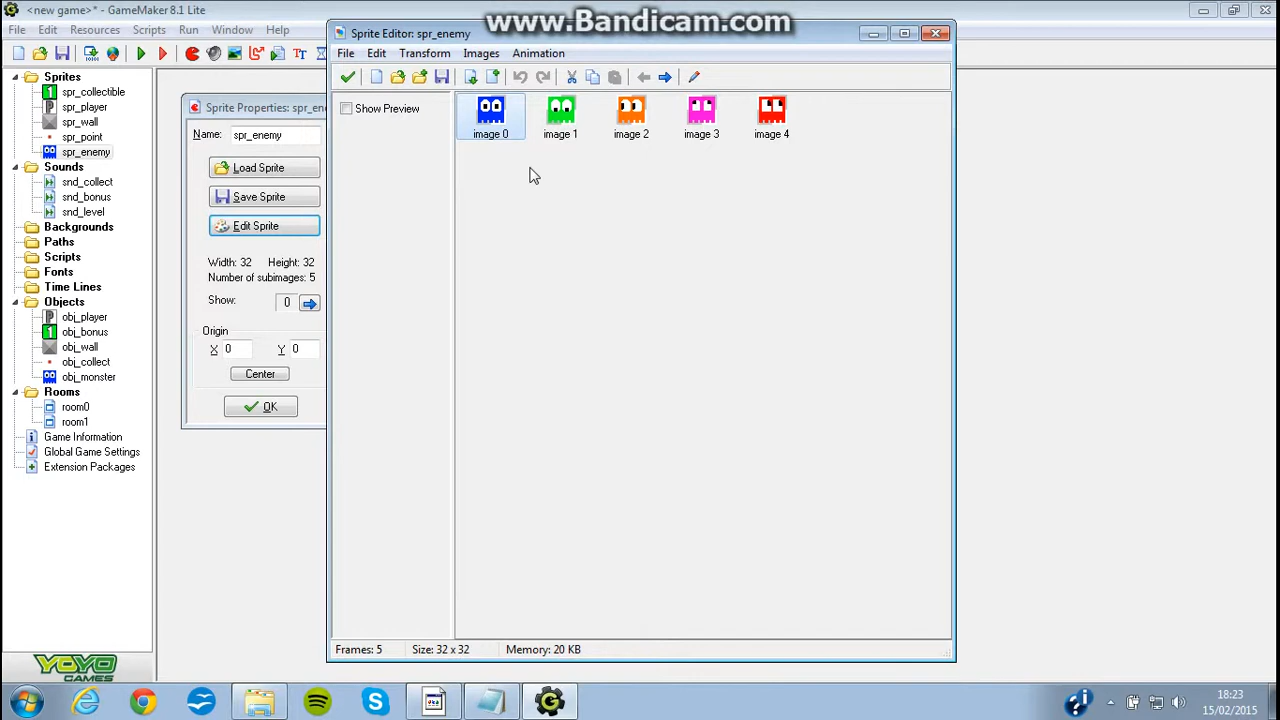 <new game>* - GameMaker 8.1 Lite
www.Bandicam.com
File Edit Resources Scripts Run Window Help
Sprite Editor: spr_enemy
File Edit Transform Images Animation
Sprites
spr_collectible
spr_player
spr_wall
spr_point
spr_enemy
Sounds
snd_collect
snd_bonus
snd_level
Backgrounds
Paths
Scripts
Fonts
Time Lines
Objects
obj_player
obj_bonus
obj_wall
obj_collect
obj_monster
Rooms
room0
room1
Game Information
Global Game Settings
Extension Packages
YOYO
GAMES
Sprite Properties: spr_en
Name: spr_enemy
Load Sprite
Save Sprite
Edit Sprite
Width: 32 Height: 32
Number of subimages: 5
Show: 0
Origin
X 0 Y 0
Center
OK
Show Preview
image 0 image 1 image 2 image 3 image 4
Frames: 5 Size: 32 x 32 Memory: 20 KB
18:23
15/02/2015